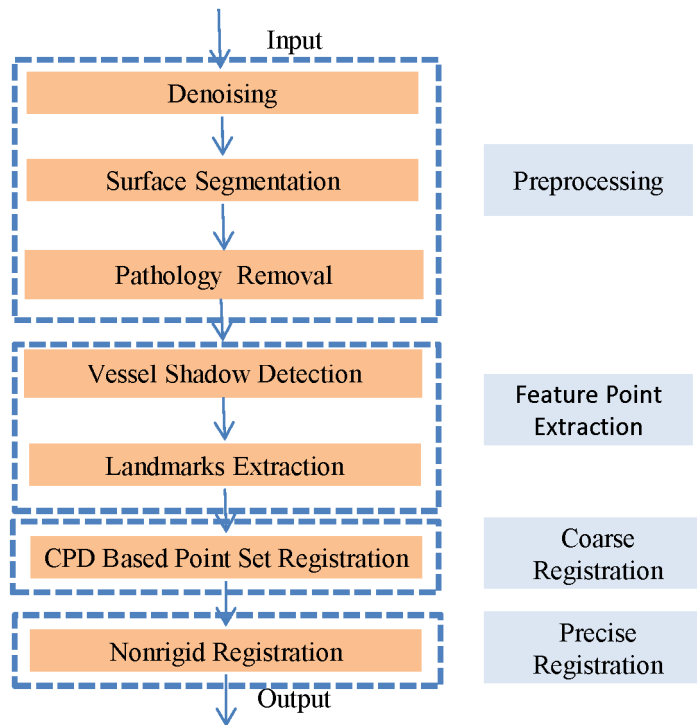 Input
Denoising
Surface Segmentation
Preprocessing
Pathology Removal
Vessel Shadow Detection
Feature Point
Extraction
Landmarks Extraction
CPD Based Point Set Registration
Coarse
Registration
Nonrigid Registration
Precise
Registration
Output